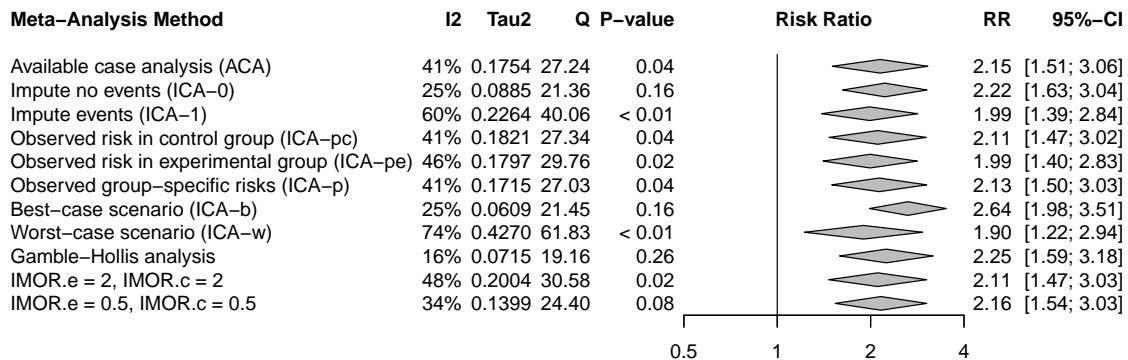 Meta−Analysis Method I2 Tau2 Q P−value Risk Ratio RR 95%−CI
Available case analysis (ACA) 41% 0.1754 27.24 0.04 2.15 [1.51; 3.06]
Impute no events (ICA−0) 25% 0.0885 21.36 0.16 2.22 [1.63; 3.04]
Impute events (ICA−1) 60% 0.2264 40.06 < 0.01 1.99 [1.39; 2.84]
Observed risk in control group (ICA−pc) 41% 0.1821 27.34 0.04 2.11 [1.47; 3.02]
Observed risk in experimental group (ICA−pe) 46% 0.1797 29.76 0.02 1.99 [1.40; 2.83]
Observed group−specific risks (ICA−p) 41% 0.1715 27.03 0.04 2.13 [1.50; 3.03]
Best−case scenario (ICA−b) 25% 0.0609 21.45 0.16 2.64 [1.98; 3.51]
Worst−case scenario (ICA−w) 74% 0.4270 61.83 < 0.01 1.90 [1.22; 2.94]
Gamble−Hollis analysis 16% 0.0715 19.16 0.26 2.25 [1.59; 3.18]
IMOR.e = 2, IMOR.c = 2 48% 0.2004 30.58 0.02 2.11 [1.47; 3.03]
IMOR.e = 0.5, IMOR.c = 0.5 34% 0.1399 24.40 0.08 2.16 [1.54; 3.03]
0.5 1 2 4